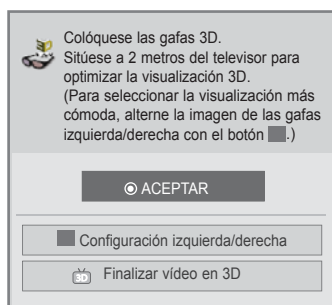 Colóquese las gafas 3D.
Sitúese a 2 metros del televisor para
optimizar la visualización 3D.
(Para seleccionar la visualización más
cómoda, alterne la imagen de las gafas
izquierda/derecha con el botón .)
ACEPTAR
Configuración izquierda/derecha
3D Finalizar vídeo en 3D